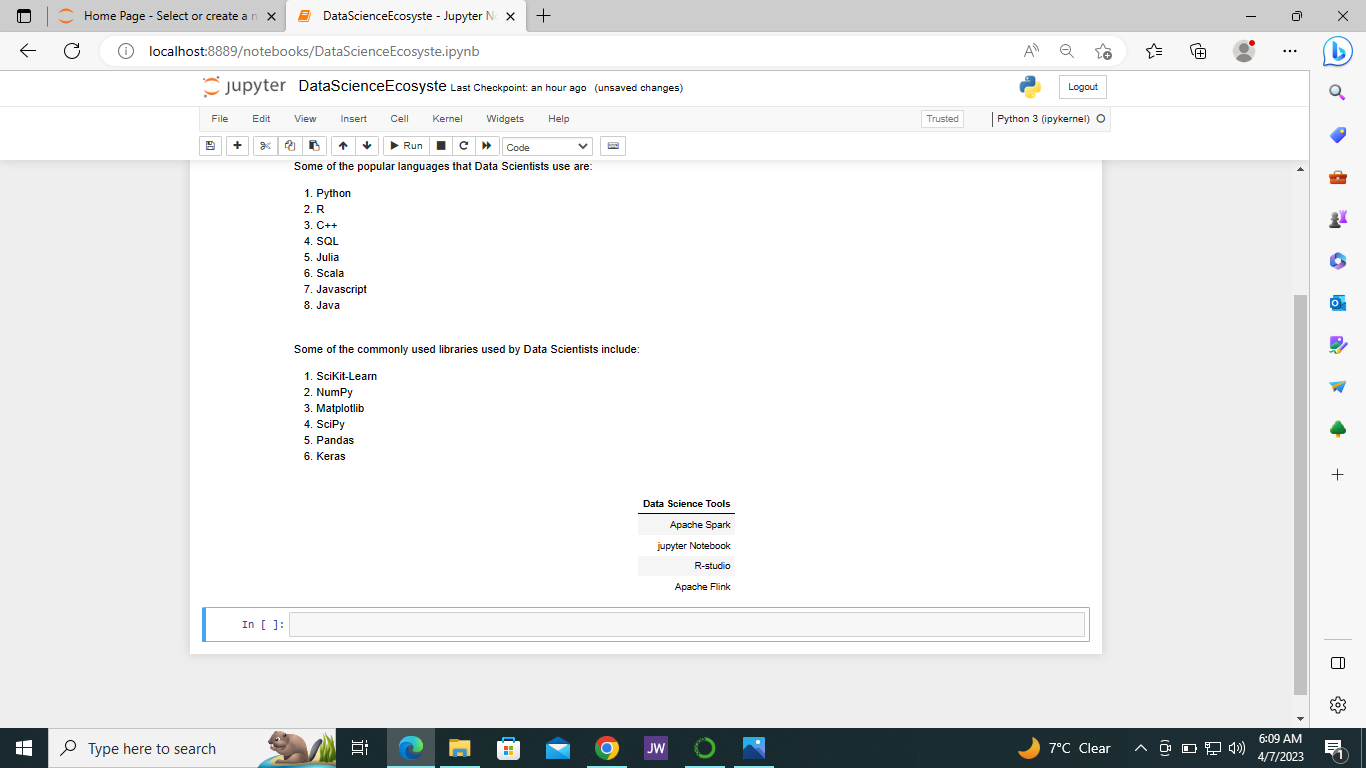 Home Page - Select or create a n
DataScienceEcosyste - Jupyter No
localhost:8889/notebooks/DataScienceEcosyste.ipynb
jupyter DataScienceEcosyste Last Checkpoint: an hour ago (unsaved changes)
Logout
File Edit View Insert Cell Kernel Widgets Help
Trusted
Python 3 (ipykernel)
Run
Code
Some of the popular languages that Data Scientists use are:
1. Python
2. R
3. C++
4. SQL
5. Julia
6. Scala
7. Javascript
8. Java
Some of the commonly used libraries used by Data Scientists include:
1. SciKit-Learn
2. NumPy
3. Matplotlib
4. SciPy
5. Pandas
6. Keras
Data Science Tools
Apache Spark
jupyter Notebook
R-studio
Apache Flink
In [ ]:
Type here to search
JW
7°C Clear
6:09 AM
4/7/2023
1